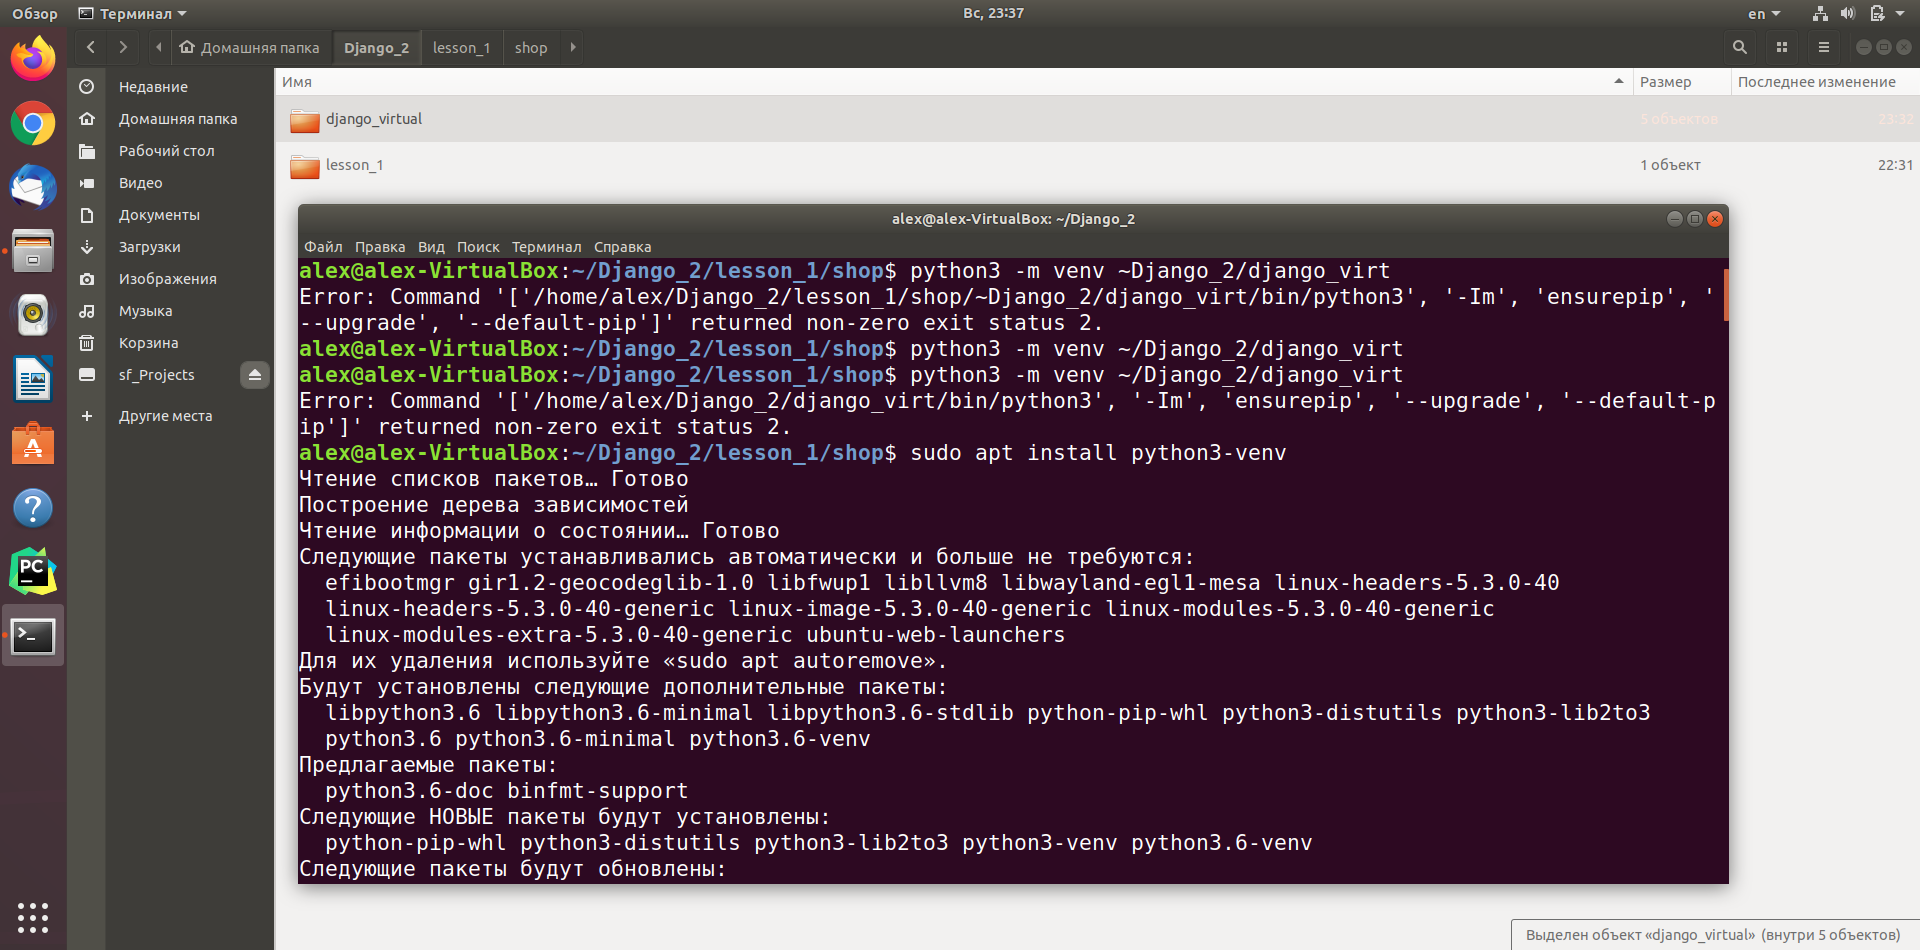 Обзор
Терминал
Вс, 23:37
en
Домашняя папка
Django_2
lesson_1
shop
Недавние
Домашняя папка
Рабочий стол
Видео
Документы
Загрузки
Изображения
Музыка
Корзина
sf_Projects
Другие места
Имя
Размер
Последнее изменение
django_virtual
5 объектов
23:32
lesson_1
1 объект
22:31
alex@alex-VirtualBox: ~/Django_2
Файл Правка Вид Поиск Терминал Справка
alex@alex-VirtualBox:~/Django_2/lesson_1/shop$ python3 -m venv ~Django_2/django_virt
Error: Command '['/home/alex/Django_2/lesson_1/shop/~Django_2/django_virt/bin/python3', '-Im', 'ensurepip', '
--upgrade', '--default-pip']' returned non-zero exit status 2.
alex@alex-VirtualBox:~/Django_2/lesson_1/shop$ python3 -m venv ~/Django_2/django_virt
alex@alex-VirtualBox:~/Django_2/lesson_1/shop$ python3 -m venv ~/Django_2/django_virt
Error: Command '['/home/alex/Django_2/django_virt/bin/python3', '-Im', 'ensurepip', '--upgrade', '--default-p
ip']' returned non-zero exit status 2.
alex@alex-VirtualBox:~/Django_2/lesson_1/shop$ sudo apt install python3-venv
Чтение списков пакетов… Готово
Построение дерева зависимостей
Чтение информации о состоянии… Готово
Следующие пакеты устанавливались автоматически и больше не требуются:
efibootmgr gir1.2-geocodeglib-1.0 libfwup1 libllvm8 libwayland-egl1-mesa linux-headers-5.3.0-40
linux-headers-5.3.0-40-generic linux-image-5.3.0-40-generic linux-modules-5.3.0-40-generic
linux-modules-extra-5.3.0-40-generic ubuntu-web-launchers
Для их удаления используйте «sudo apt autoremove».
Будут установлены следующие дополнительные пакеты:
libpython3.6 libpython3.6-minimal libpython3.6-stdlib python-pip-whl python3-distutils python3-lib2to3
python3.6 python3.6-minimal python3.6-venv
Предлагаемые пакеты:
python3.6-doc binfmt-support
Следующие НОВЫЕ пакеты будут установлены:
python-pip-whl python3-distutils python3-lib2to3 python3-venv python3.6-venv
Следующие пакеты будут обновлены:
PC
Выделен объект «django_virtual» (внутри 5 объектов)